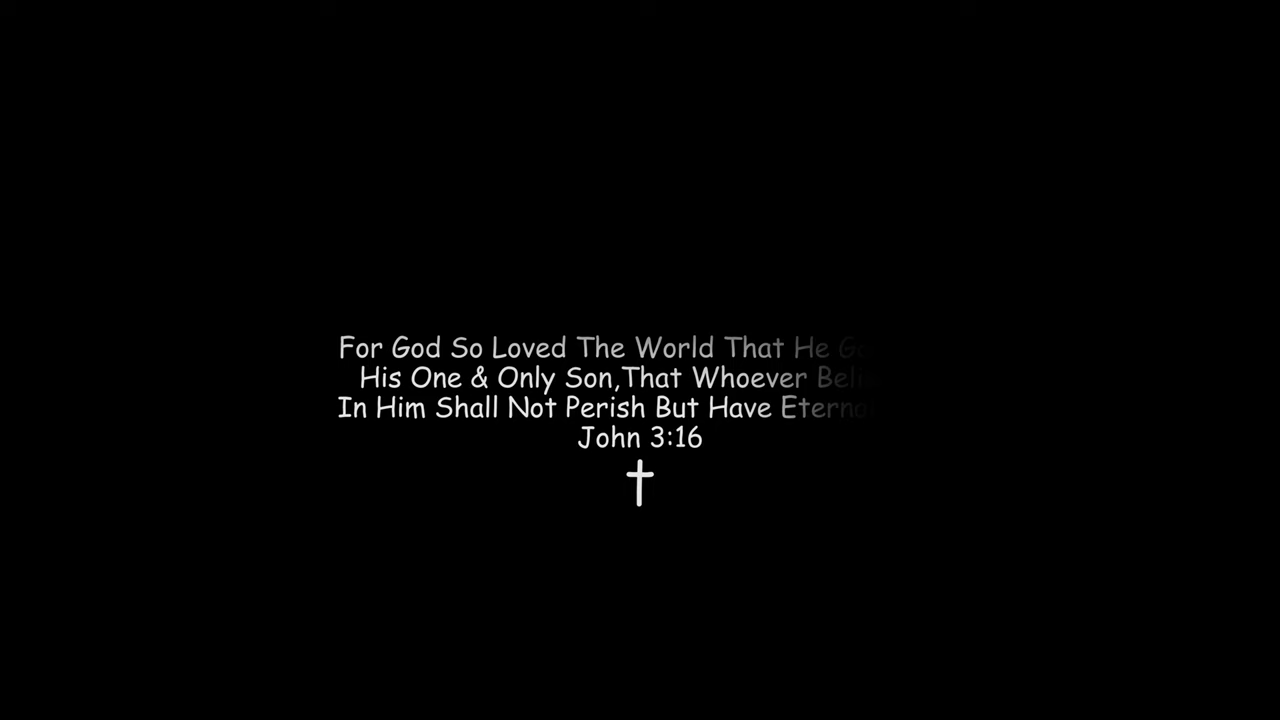 For God So Loved The World That He
His One & Only Son,That Whoever
In Him Shall Not Perish But Have
John 3:16